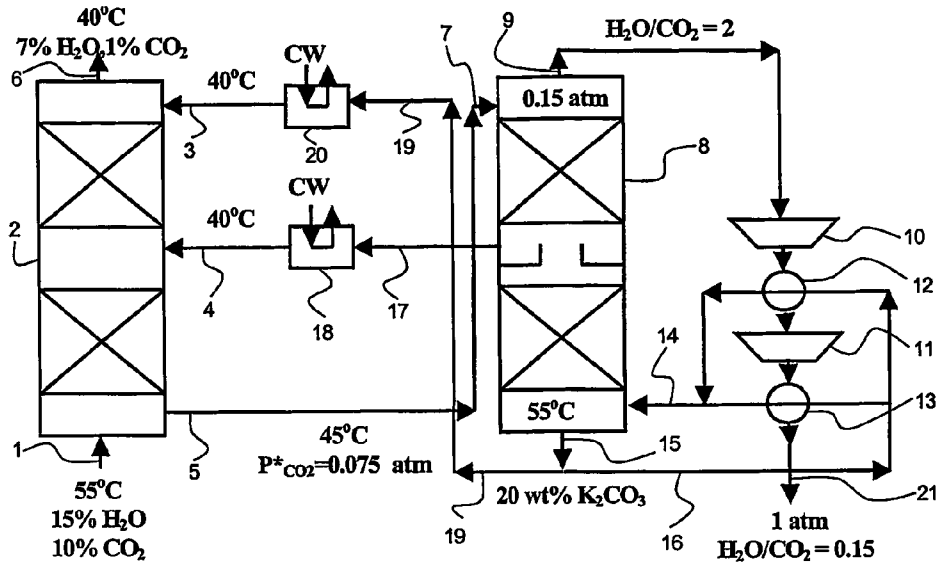 40°C
7% H₂O, 1% CO₂
6
2
1
55°C
15% H₂O
10% CO₂
40°C
3
CW
20
19
40°C
4
CW
18
17
5
45°C
P*CO₂=0.075 atm
7
9
0.15 atm
8
55°C
15
14
19
20 wt% K₂CO₃
16
H₂O/CO₂ = 2
10
12
11
13
21
1 atm
H₂O/CO₂ = 0.15